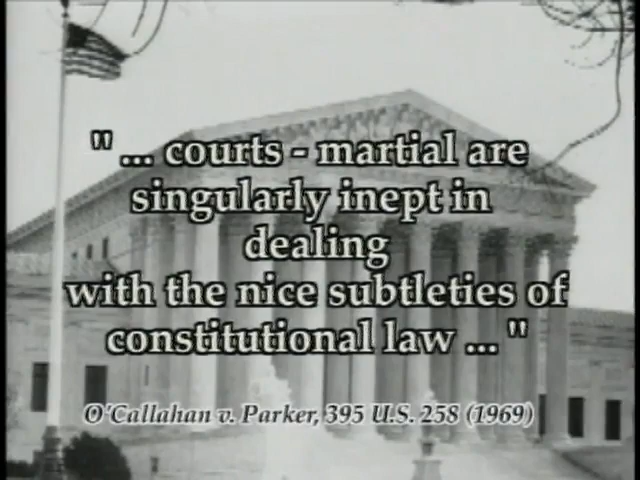 "... courts - martial are
singularly inept in
dealing
with the nice subtleties of
constitutional law ... "
O'Callahan v. Parker, 395 U.S. 258 (1969)